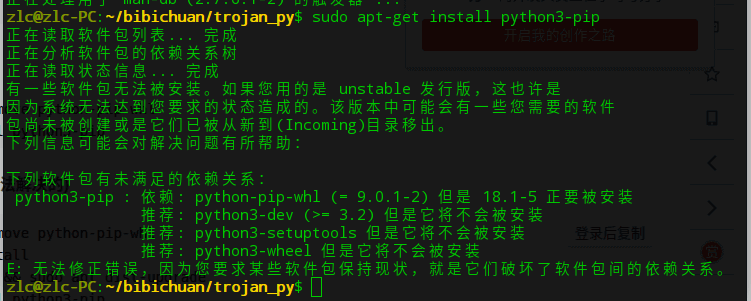 正在处理用于 man-db (2.7.6.1-2) 的触发器 ...
zlc@zlc-PC:~/bibichuan/trojan_py$ sudo apt-get install python3-pip
正在读取软件包列表... 完成
正在分析软件包的依赖关系树
正在读取状态信息... 完成
有一些软件包无法被安装。如果您用的是 unstable 发行版，这也许是
因为系统无法达到您要求的状态造成的。该版本中可能会有一些您需要的软件
包尚未被创建或是它们已被从新到(Incoming)目录移出。
下列信息可能会对解决问题有所帮助：
下列软件包有未满足的依赖关系：
python3-pip : 依赖: python-pip-whl (= 9.0.1-2) 但是 18.1-5 正要被安装
推荐: python3-dev (>= 3.2) 但是它将不会被安装
推荐: python3-setuptools 但是它将不会被安装
推荐: python3-wheel 但是它将不会被安装
E: 无法修正错误，因为您要求某些软件包保持现状，就是它们破坏了软件包间的依赖关系。
zlc@zlc-PC:~/bibichuan/trojan_py$
开启我的创作之路
move python-pip-wh
登录后复制
tall
python3-pip